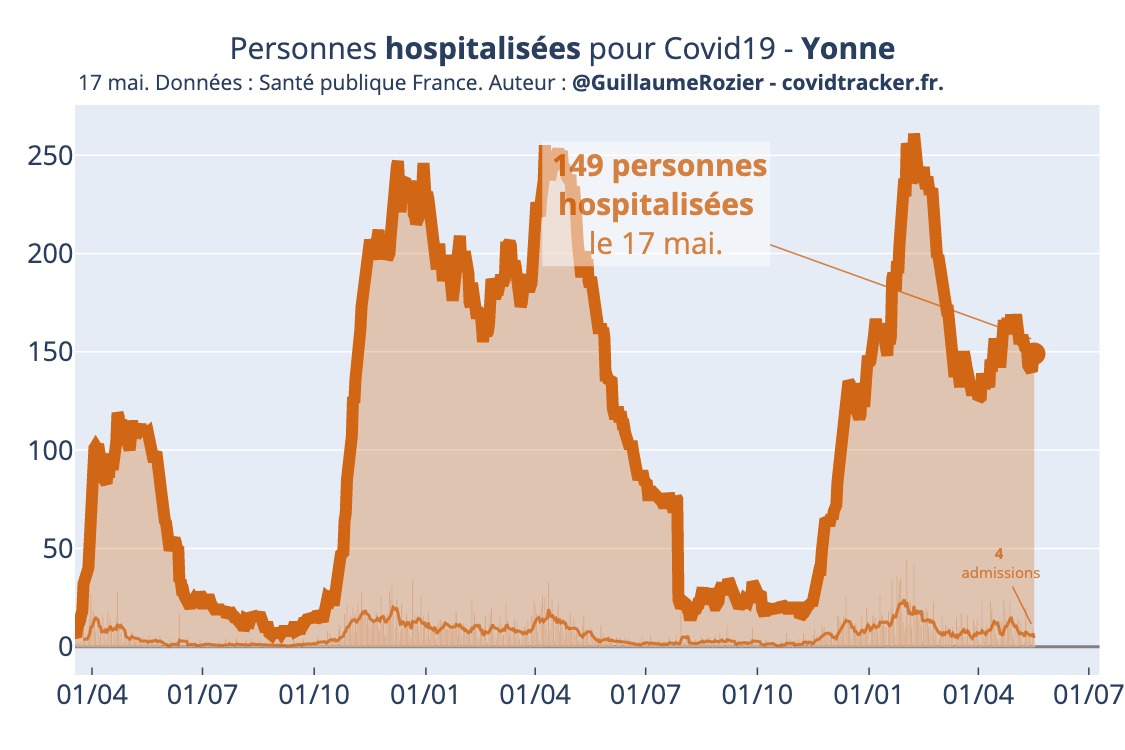 Personnes hospitalisées pour Covid19 - Yonne
17 mai. Données : Santé publique France. Auteur : @GuillaumeRozier - covidtracker.fr.
250
149 personnes
hospitalisées
le 17 mai.
200
150
100
50
4
admissions
0
01/04 01/07 01/10 01/01 01/04 01/07 01/10 01/01 01/04 01/07